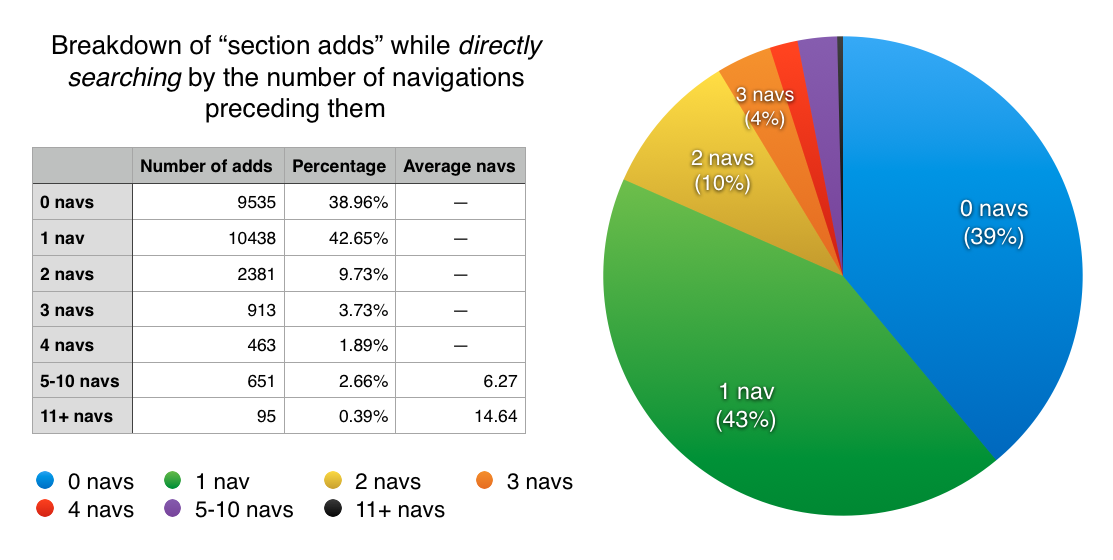 Breakdown of “section adds” while directly
searching by the number of navigations
preceding them
Number of adds Percentage Average navs
0 navs 9535 38.96% —
1 nav 10438 42.65% —
2 navs 2381 9.73% —
3 navs 913 3.73% —
4 navs 463 1.89% —
5-10 navs 651 2.66% 6.27
11+ navs 95 0.39% 14.64
0 navs 1 nav 2 navs 3 navs
4 navs 5-10 navs 11+ navs
3 navs
(4%)
2 navs
(10%)
0 navs
(39%)
1 nav
(43%)